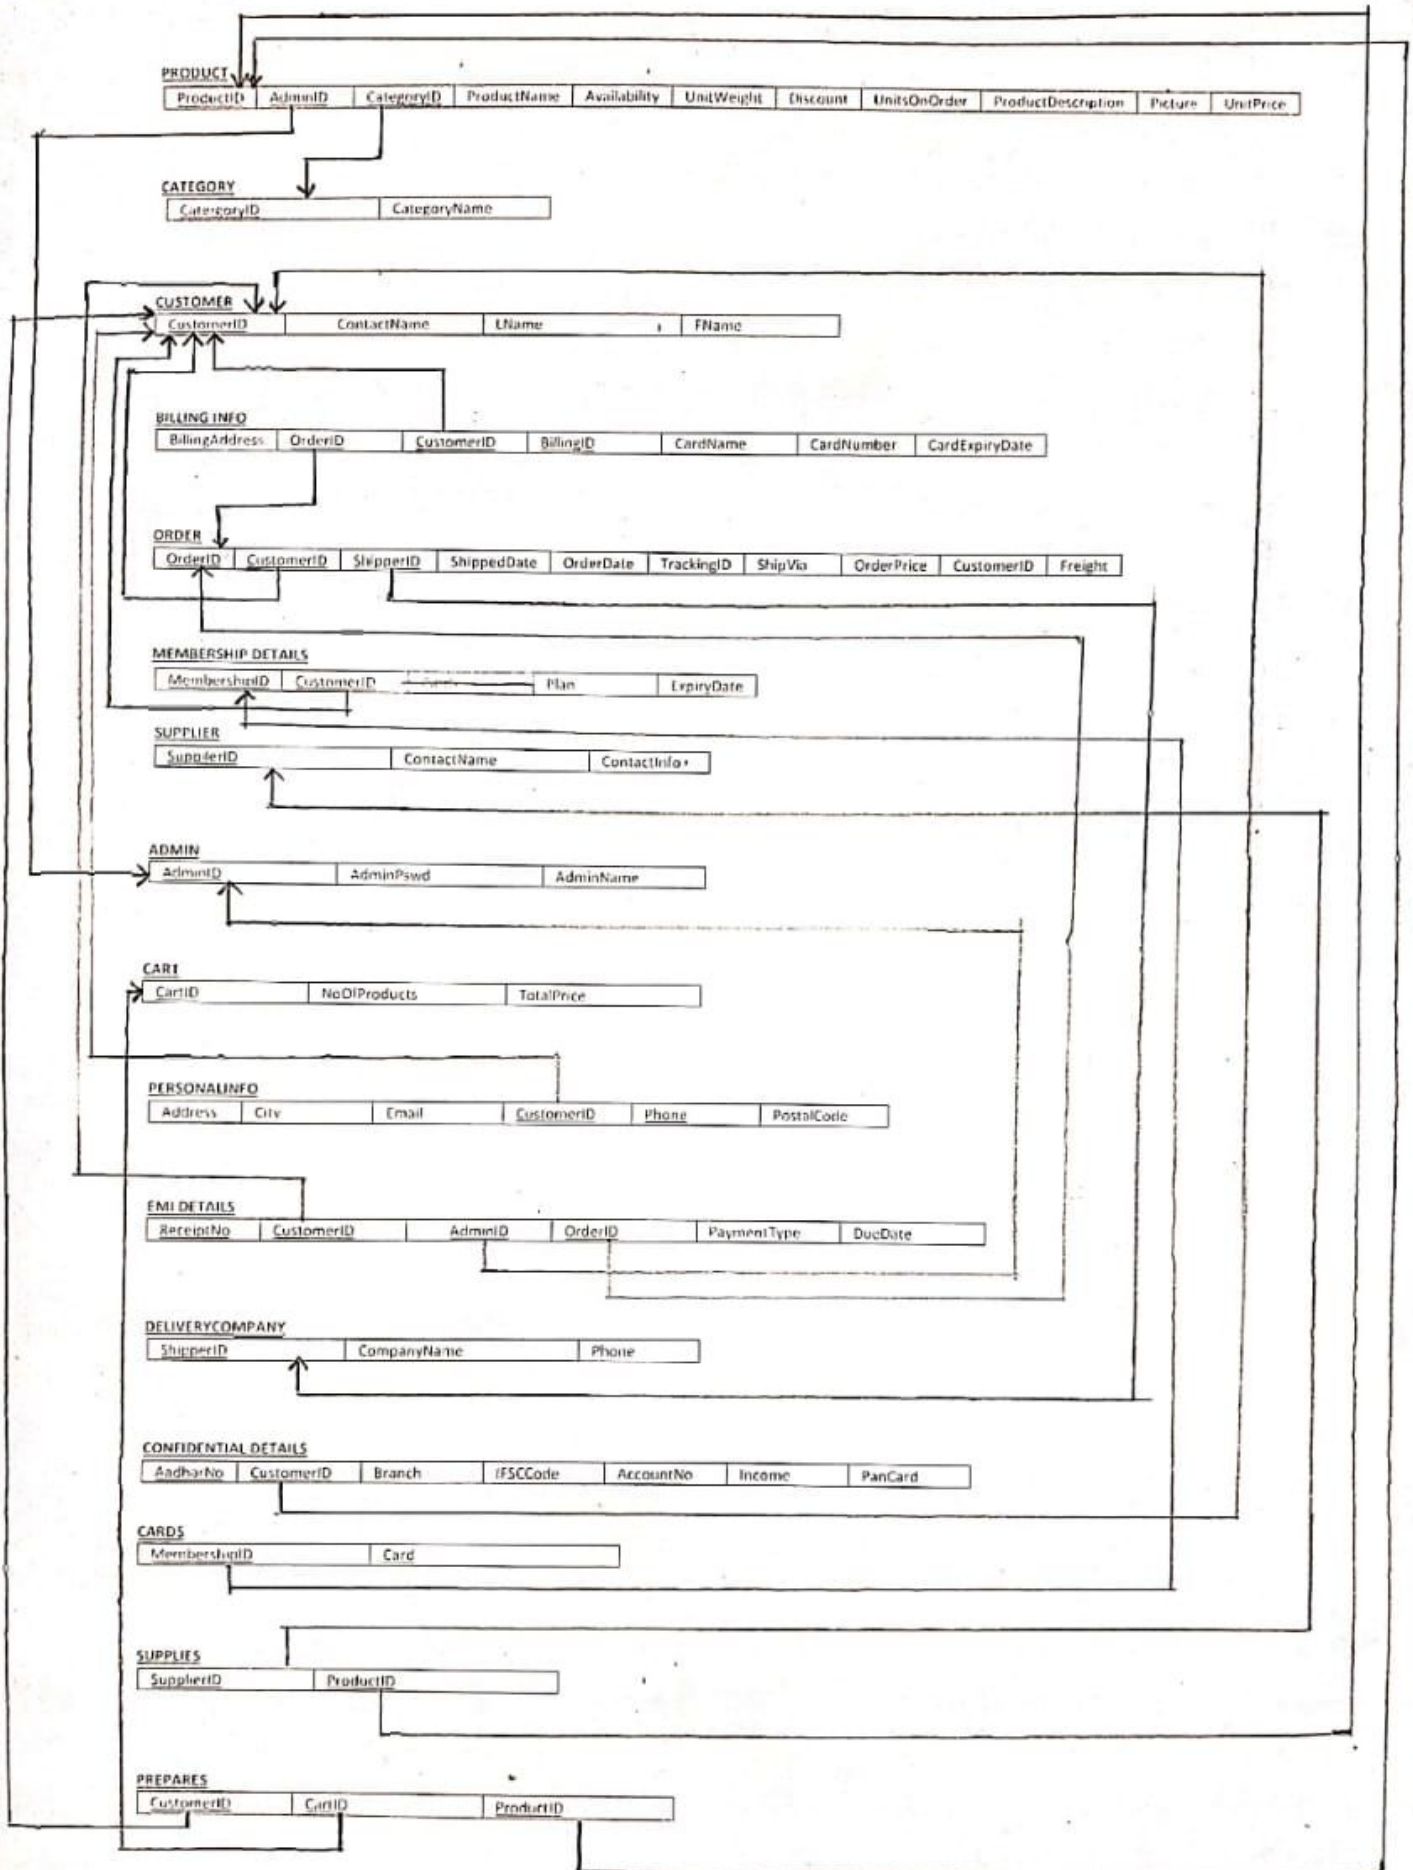 PRODUCT
ProductID AdminID CategoryID ProductName Availability UnitWeight Discount UnitsOnOrder ProductDescription Picture UnitPrice
CATEGORY
CatergoryID CategoryName
CUSTOMER
CustomerID ContactName LName FName
BILLING INFO
BillingAddress OrderID CustomerID BillingID CardName CardNumber CardExpiryDate
ORDER
OrderID CustomerID ShipperID ShippedDate OrderDate TrackingID ShipVia OrderPrice CustomerID Freight
MEMBERSHIP DETAILS
MembershipID CustomerID Plan ExpiryDate
SUPPLIER
SupplierID ContactName ContactInfo
ADMIN
AdminID AdminPswd AdminName
CART
CartID NoOfProducts TotalPrice
PERSONALINFO
Address City Email CustomerID Phone PostalCode
EMI DETAILS
ReceiptNo CustomerID AdminID OrderID PaymentType DueDate
DELIVERYCOMPANY
ShipperID CompanyName Phone
CONFIDENTIAL DETAILS
AadharNo CustomerID Branch IFSCCode AccountNo Income PanCard
CARDS
MembershipID Card
SUPPLIES
SupplierID ProductID
PREPARES
CustomerID CartID ProductID